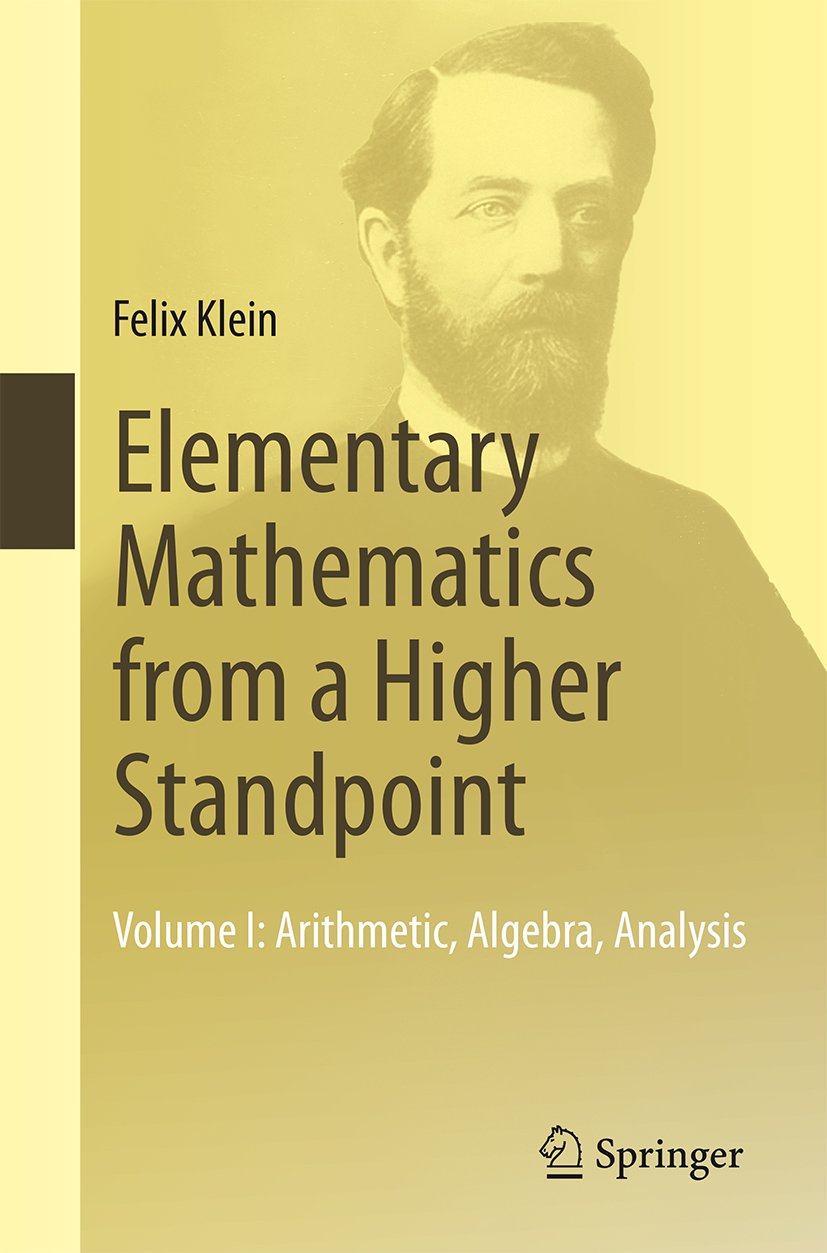 Felix Klein
Elementary
Mathematics
from a Higher
Standpoint
Volume I: Arithmetic, Algebra, Analysis
Springer